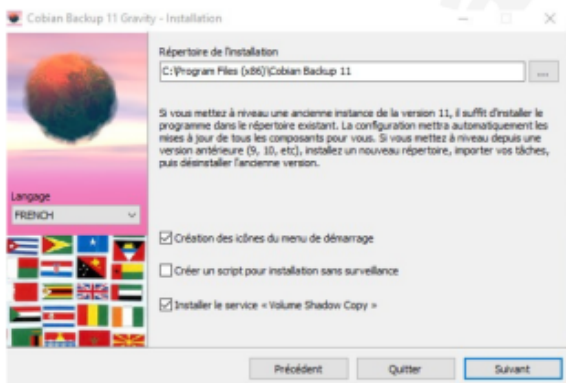 Cobian Backup 11 Gravity - Installation
Répertoire de l'installation
C:\Program Files (x86)\Cobian Backup 11
...
Si vous mettez à niveau une ancienne instance de la version 11, il suffit d'installer le
programme dans le répertoire existant. La configuration mettra automatiquement les
mises à jour de tous les composants pour vous. Si vous mettez à niveau depuis une
version antérieure (9, 10, etc), installez un nouveau répertoire, importer vos tâches,
puis désinstaller l'ancienne version.
Langage
FRENCH
Création des icônes du menu de démarrage
Créer un script pour installation sans surveillance
Installer le service « Volume Shadow Copy »
Précédent
Quitter
Suivant